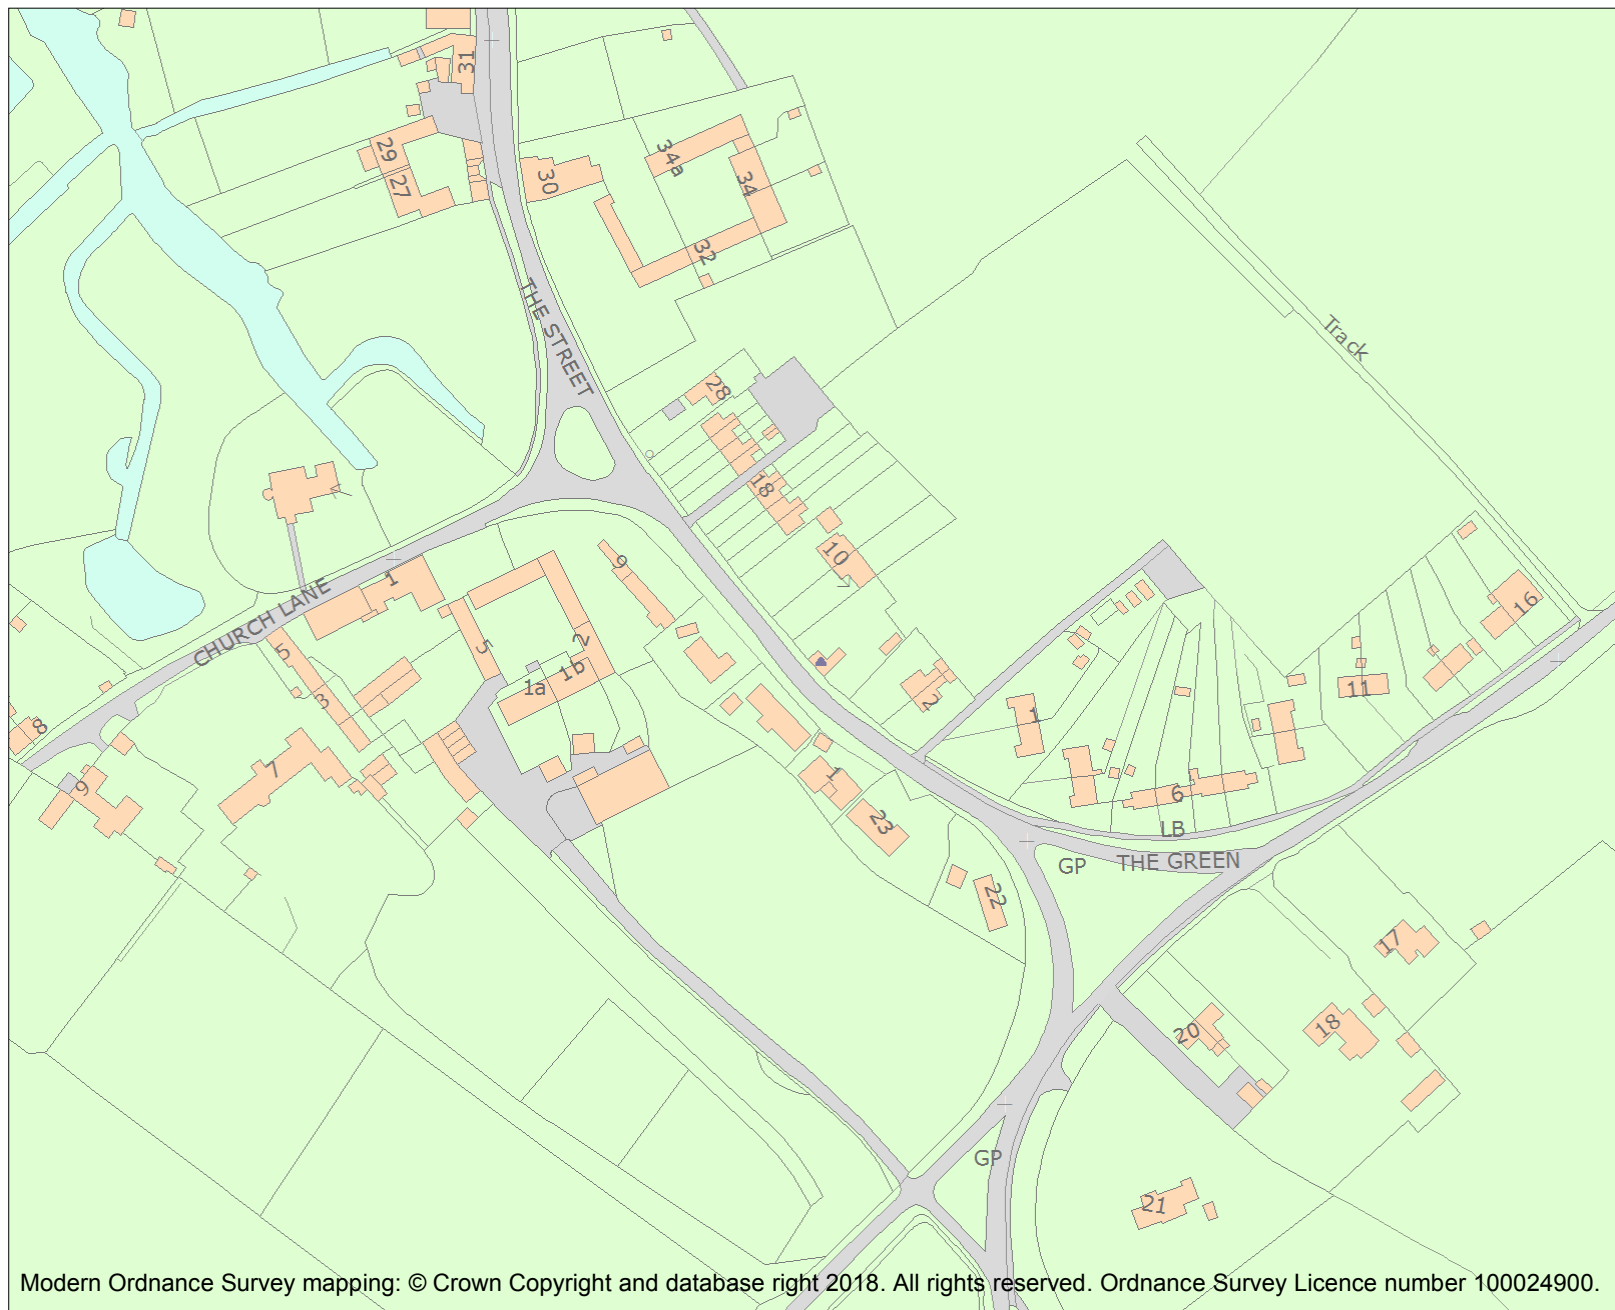 31
29
27
30
34a
34
32
THE STREET
Track
28
18
10
9
CHURCH LANE
1
5
3
5
2
1a
1b
2
16
11
1
6
LB
THE GREEN
GP
8
9
7
1
23
22
17
18
20
GP
21
Modern Ordnance Survey mapping: © Crown Copyright and database right 2018. All rights reserved. Ordnance Survey Licence number 100024900.